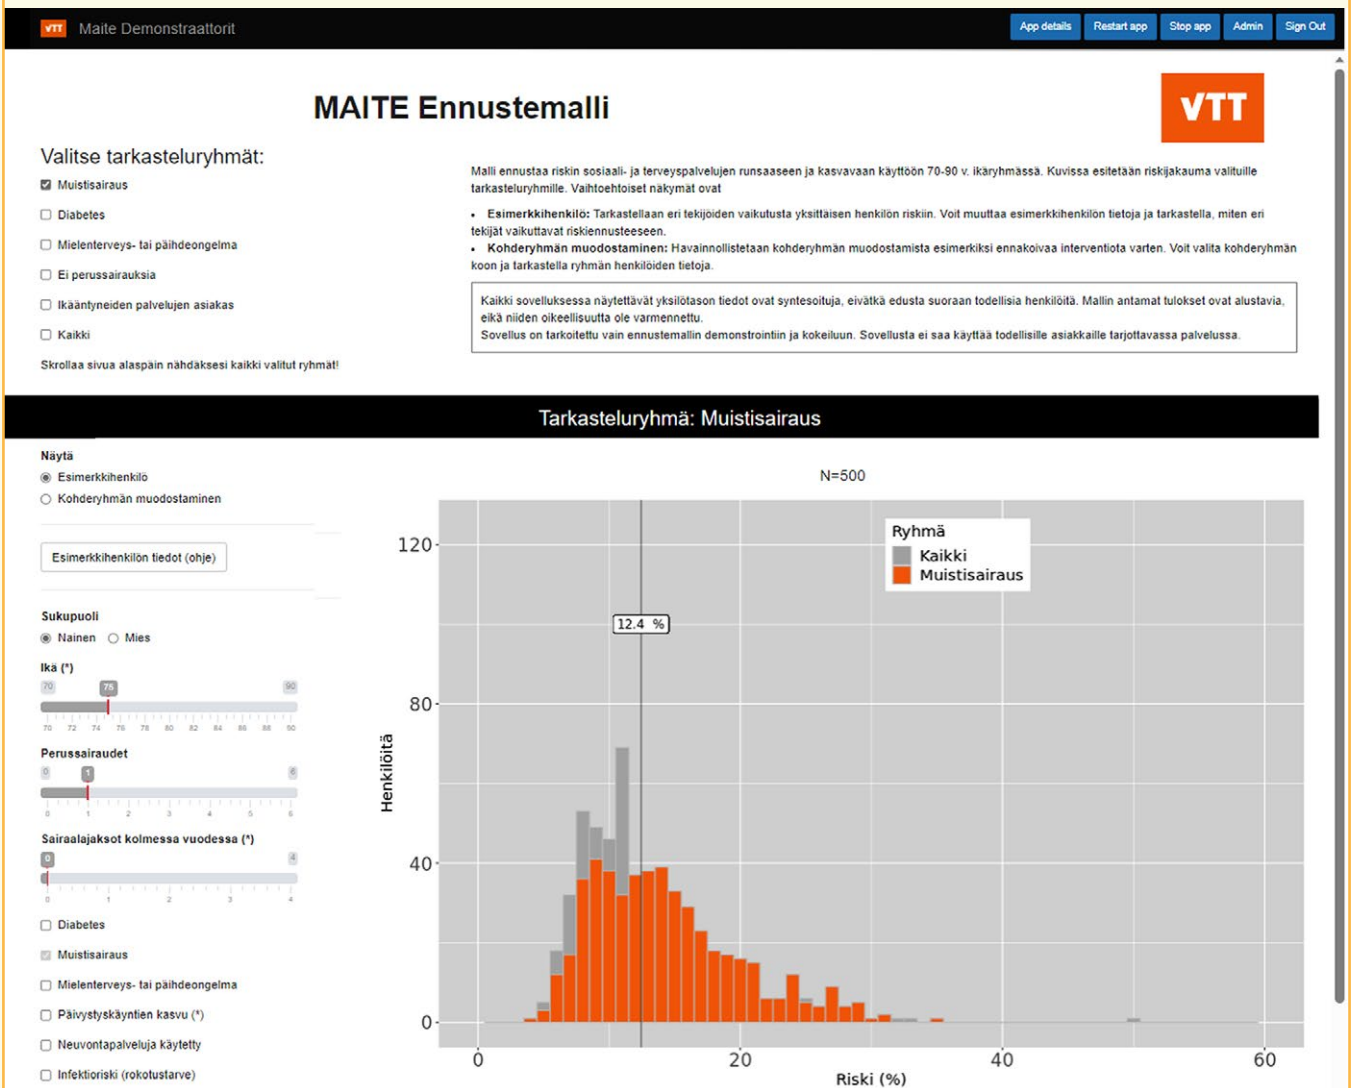 VTT Maite Demonstraattorit
App details Restart app Stop app Admin Sign Out
MAITE Ennustemalli
VTT
Valitse tarkasteluryhmät:
Muistisairaus
Diabetes
Mielenterveys- tai päihdeongelma
Ei perussairauksia
Ikääntyneiden palvelujen asiakas
Kaikki
Skrollaa sivua alaspäin nähdäksesi kaikki valitut ryhmät!
Malli ennustaa riskin sosiaali- ja terveyspalvelujen runsaaseen ja kasvavaan käyttöön 70-90 v. ikäryhmässä. Kuvissa esitetään riskijakauma valituille
tarkasteluryhmille. Vaihtoehtoiset näkymät ovat
• Esimerkkihenkilö: Tarkastellaan eri tekijöiden vaikutusta yksittäisen henkilön riskiin. Voit muuttaa esimerkkihenkilön tietoja ja tarkastella, miten eri
tekijät vaikuttavat riskiennusteeseen.
• Kohderyhmän muodostaminen: Havainnollistetaan kohderyhmän muodostamista esimerkiksi ennakoivaa interventiota varten. Voit valita kohderyhmän
koon ja tarkastella ryhmän henkilöiden tietoja.
Kaikki sovelluksessa näytettävät yksilötason tiedot ovat syntesoituja, eivätkä edusta suoraan todellisia henkilöitä. Mallin antamat tulokset ovat alustavia,
eikä niiden oikeellisuutta ole varmennettu.
Sovellus on tarkoitettu vain ennustemallin demonstrointiin ja kokeiluun. Sovellusta ei saa käyttää todellisille asiakkaille tarjottavassa palvelussa.
Tarkasteluryhmä: Muistisairaus
Näytä
Esimerkkihenkilö
Kohderyhmän muodostaminen
Esimerkkihenkilön tiedot (ohje)
Sukupuoli
Nainen Mies
Ikä (*)
70 75 90
70 72 74 76 78 80 82 84 86 88 90
Perussairaudet
0 1 6
0 1 2 3 4 5 6
Sairaalajaksot kolmessa vuodessa (*)
0 4
0 1 2 3 4
Diabetes
Muistisairaus
Mielenterveys- tai päihdeongelma
Päivystyskäyntien kasvu (*)
Neuvontapalveluja käytetty
Infektioriski (rokotustarve)
N=500
Ryhmä
Kaikki
Muistisairaus
12.4 %
120
80
40
0
Henkilöitä
0 20 40 60
Riski (%)